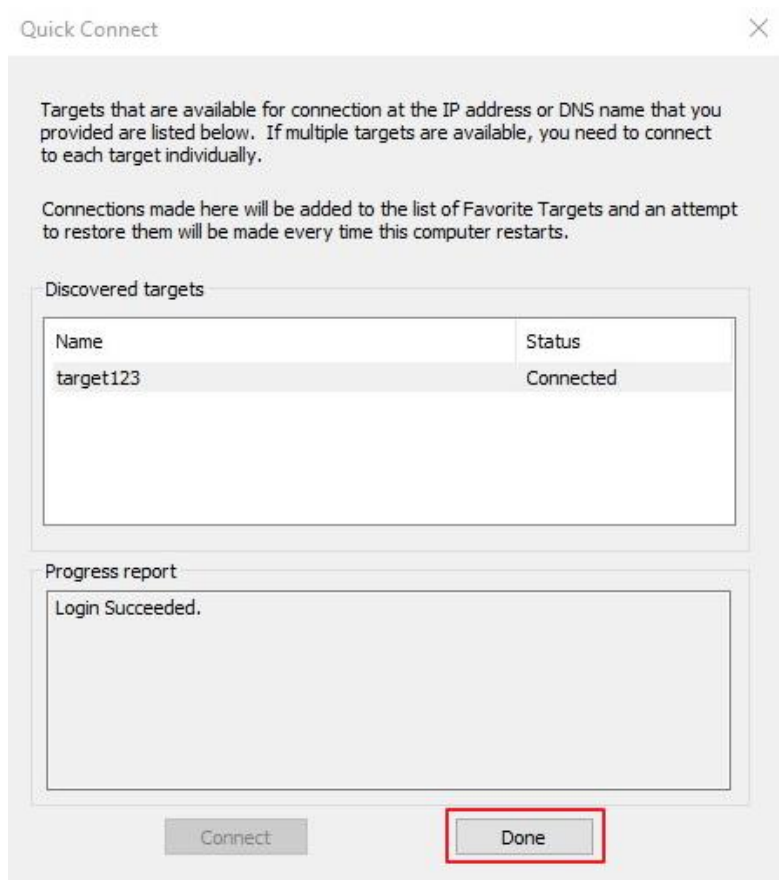 Quick Connect
Targets that are available for connection at the IP address or DNS name that you
provided are listed below.  If multiple targets are available, you need to connect
to each target individually.
Connections made here will be added to the list of Favorite Targets and an attempt
to restore them will be made every time this computer restarts.
Discovered targets
Name Status
target123 Connected
Progress report
Login Succeeded.
Connect Done